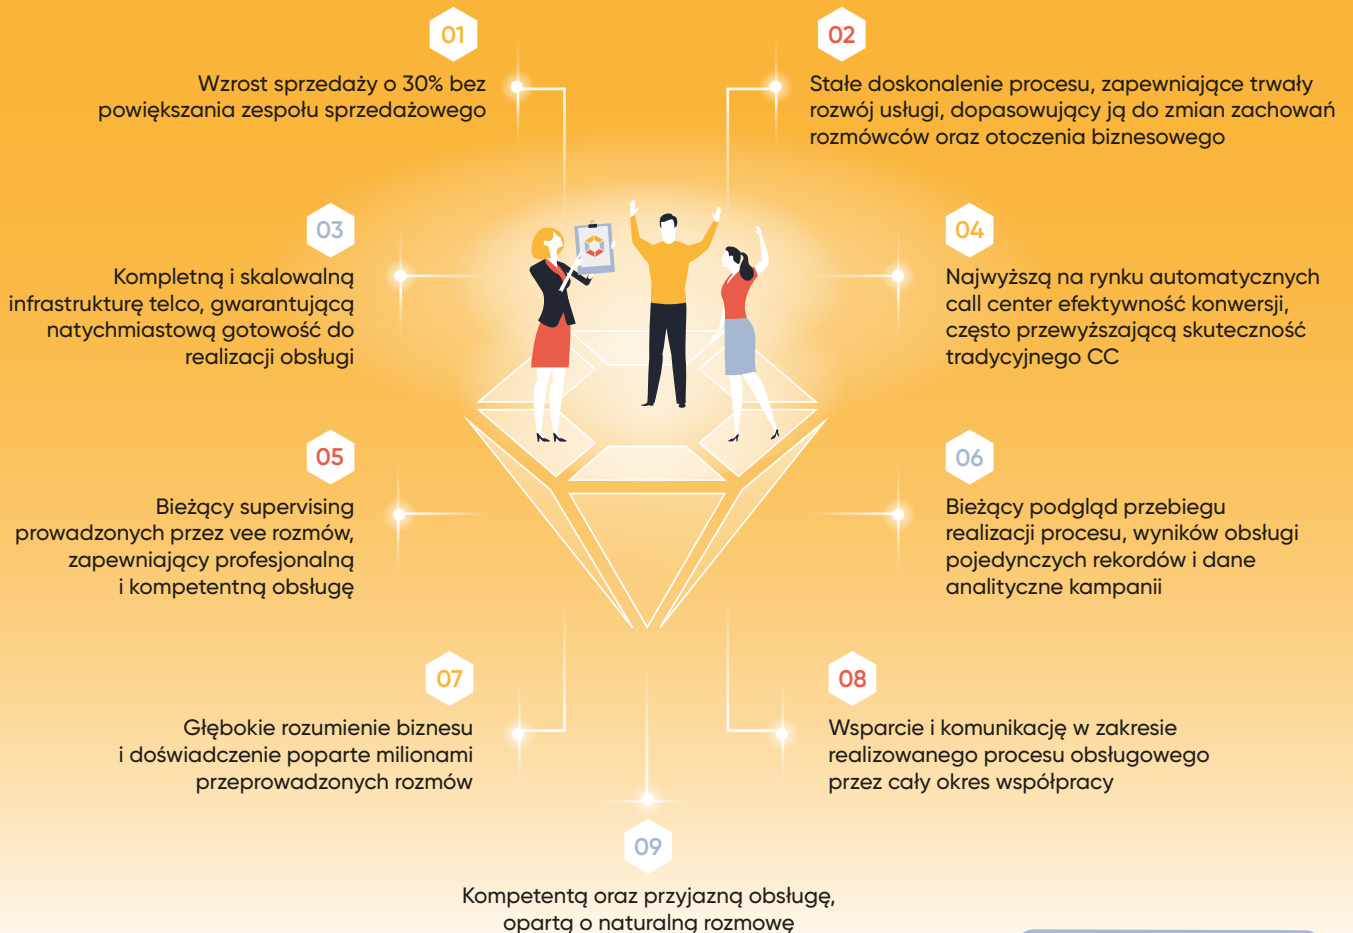 01
Wzrost sprzedaży o 30% bez
powiększania zespołu sprzedażowego
02
Stałe doskonalenie procesu, zapewniające trwały
rozwój usługi, dopasowujący ją do zmian zachowań
rozmówców oraz otoczenia biznesowego
03
Kompletną i skalowalną
infrastrukturę telco, gwarantującą
natychmiastową gotowość do
realizacji obsługi
04
Najwyższą na rynku automatycznych
call center efektywność konwersji,
często przewyższającą skuteczność
tradycyjnego CC
05
Bieżący supervising
prowadzonych przez vee rozmów,
zapewniający profesjonalną
i kompetentną obsługę
06
Bieżący podgląd przebiegu
realizacji procesu, wyników obsługi
pojedynczych rekordów i dane
analityczne kampanii
07
Głębokie rozumienie biznesu
i doświadczenie poparte milionami
przeprowadzonych rozmów
08
Wsparcie i komunikację w zakresie
realizowanego procesu obsługowego
przez cały okres współpracy
09
Kompetentą oraz przyjazną obsługę,
opartą o naturalną rozmowę